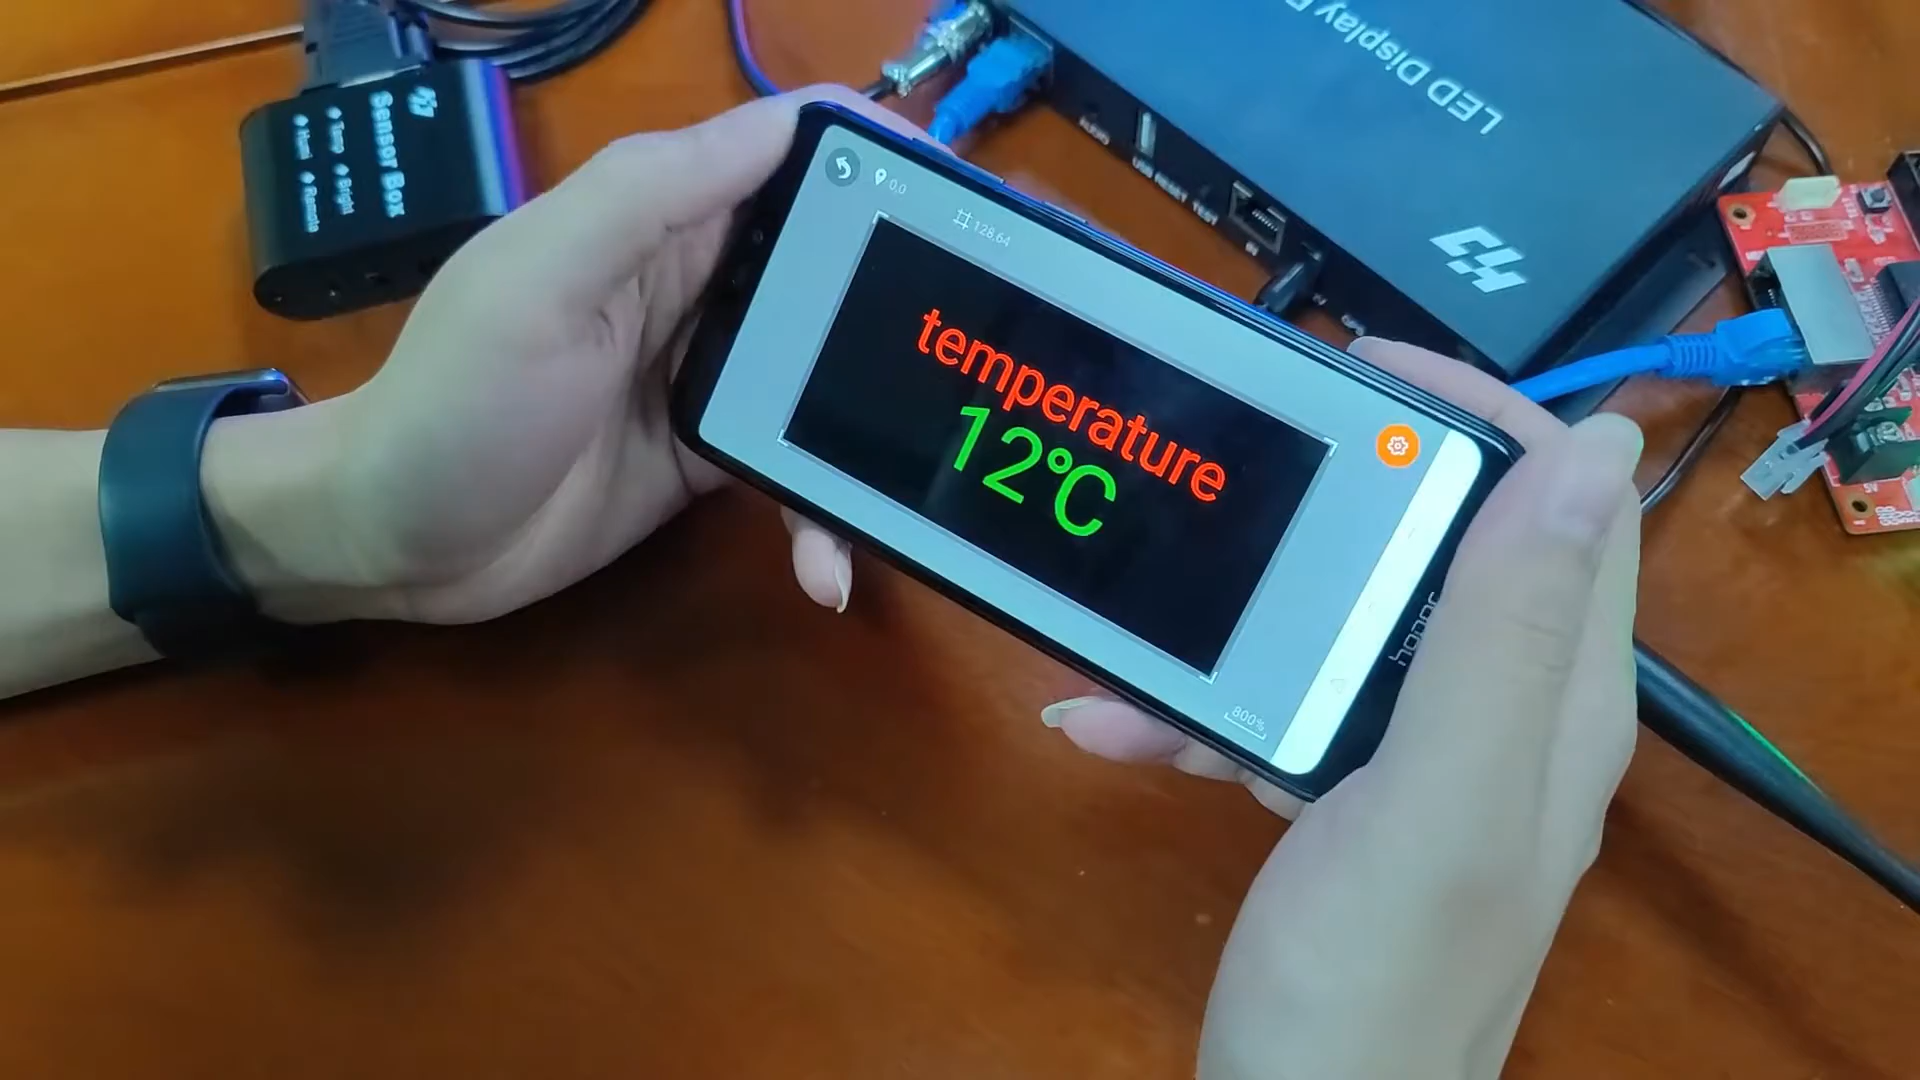 Sensor Box
Temp
Bright
Remote
LED Display
AUDIO
USB
RESET
TEST
IN
0,0
128,64
temperature
12°C
800%
honor